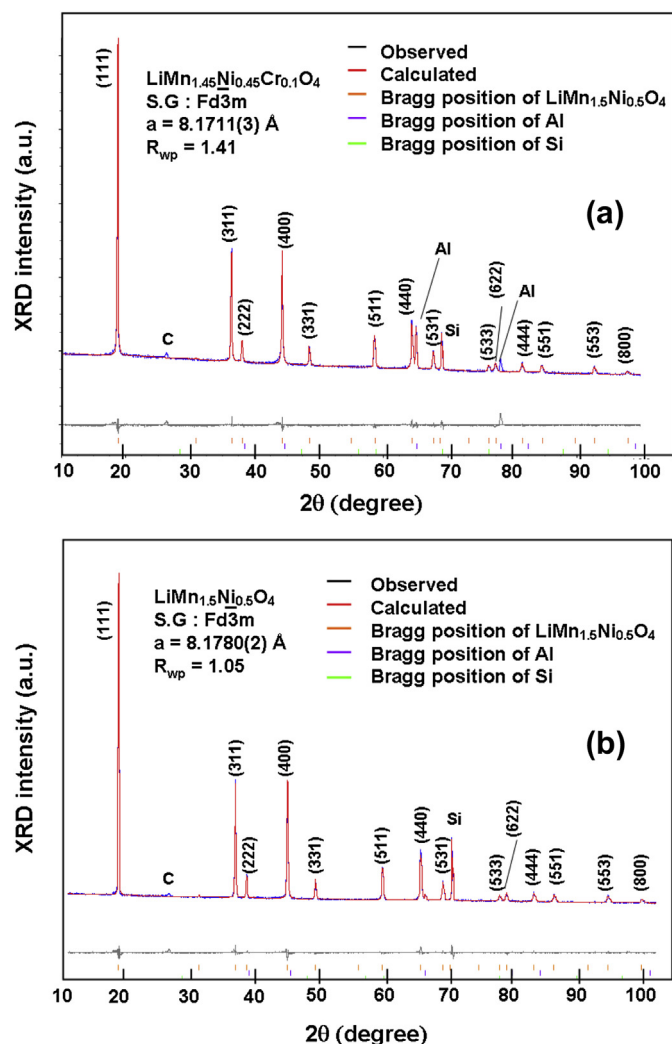 (a)
LiMn1.45Ni0.45Cr0.1O4
S.G : Fd3̅m
a = 8.1711(3) Å
Rwp = 1.41
Observed
Calculated
Bragg position of LiMn1.5Ni0.5O4
Bragg position of Al
Bragg position of Si
XRD intensity (a.u.)
(111)
C
(311)
(222)
(400)
(331)
(511)
(440)
Al
(531)
Si
(533)
(622)
Al
(444)
(551)
(553)
(800)
10 20 30 40 50 60 70 80 90 100
2θ (degree)
(b)
LiMn1.5Ni0.5O4
S.G : Fd3̅m
a = 8.1780(2) Å
Rwp = 1.05
Observed
Calculated
Bragg position of LiMn1.5Ni0.5O4
Bragg position of Al
Bragg position of Si
XRD intensity (a.u.)
(111)
C
(311)
(222)
(400)
(331)
(511)
(440)
(531)
Si
(533)
(622)
(444)
(551)
(553)
(800)
10 20 30 40 50 60 70 80 90 100
2θ (degree)